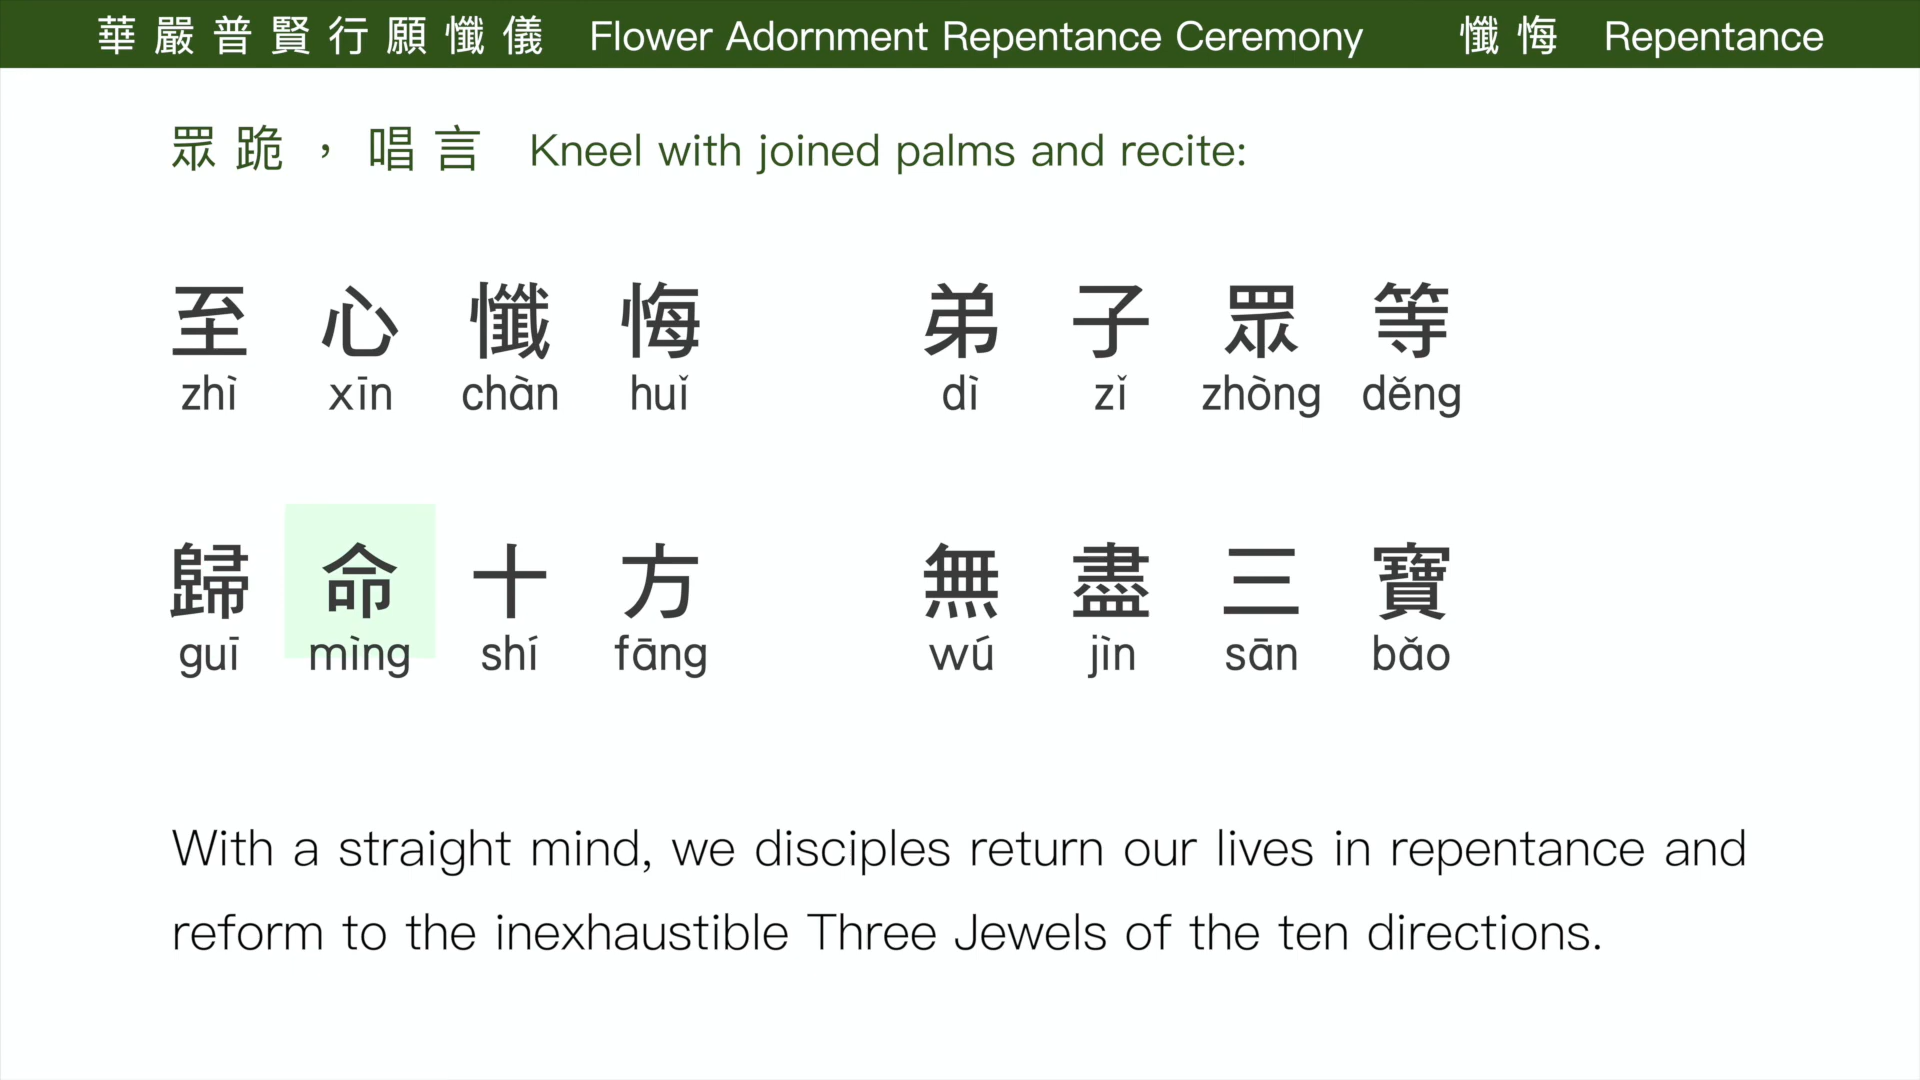 華嚴普賢行願懺儀 Flower Adornment Repentance Ceremony 懺悔 Repentance
眾跪，唱言 Kneel with joined palms and recite:
至心懺悔 弟子眾等
zhì xīn chàn huǐ dì zǐ zhòng děng
歸命十方 無盡三寶
guī mìng shí fāng wú jìn sān bǎo
With a straight mind, we disciples return our lives in repentance and
reform to the inexhaustible Three Jewels of the ten directions.